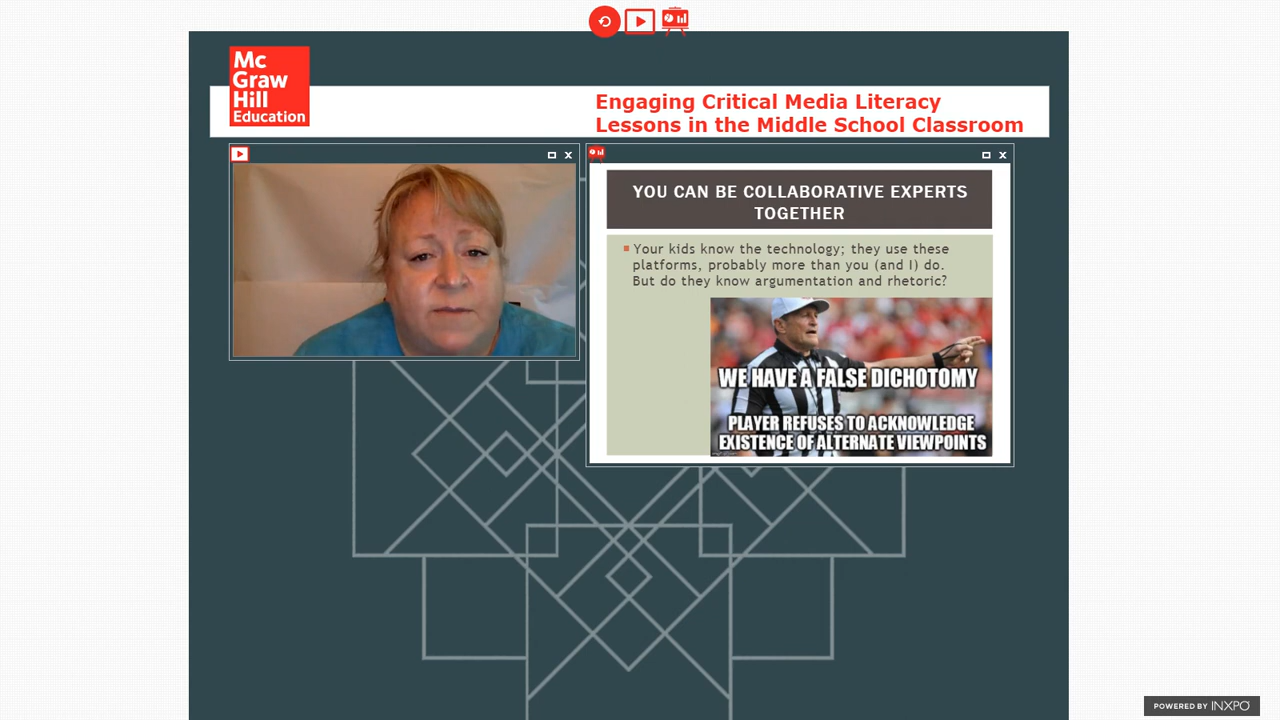 Mc
Graw
Hill
Education
Engaging Critical Media Literacy
Lessons in the Middle School Classroom
YOU CAN BE COLLABORATIVE EXPERTS
TOGETHER
Your kids know the technology; they use these
platforms, probably more than you (and I) do.
But do they know argumentation and rhetoric?
WE HAVE A FALSE DICHOTOMY
PLAYER REFUSES TO ACKNOWLEDGE
EXISTENCE OF ALTERNATE VIEWPOINTS
POWERED BY INXPO